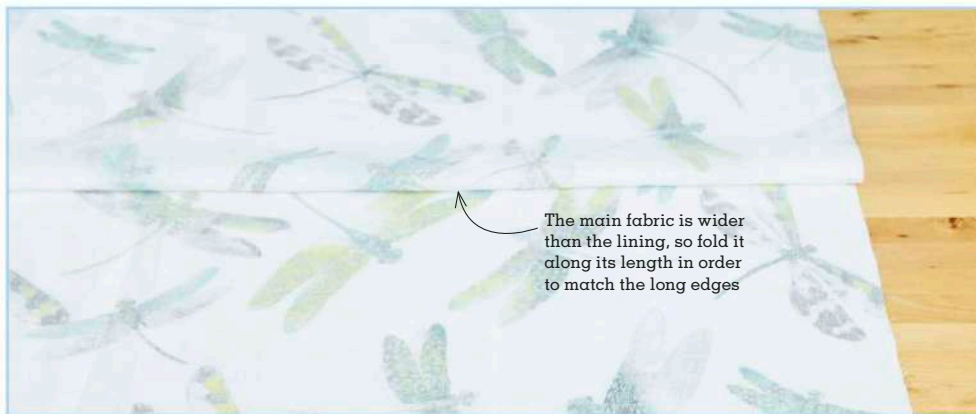 The main fabric is wider
than the lining, so fold it
along its length in order
to match the long edges